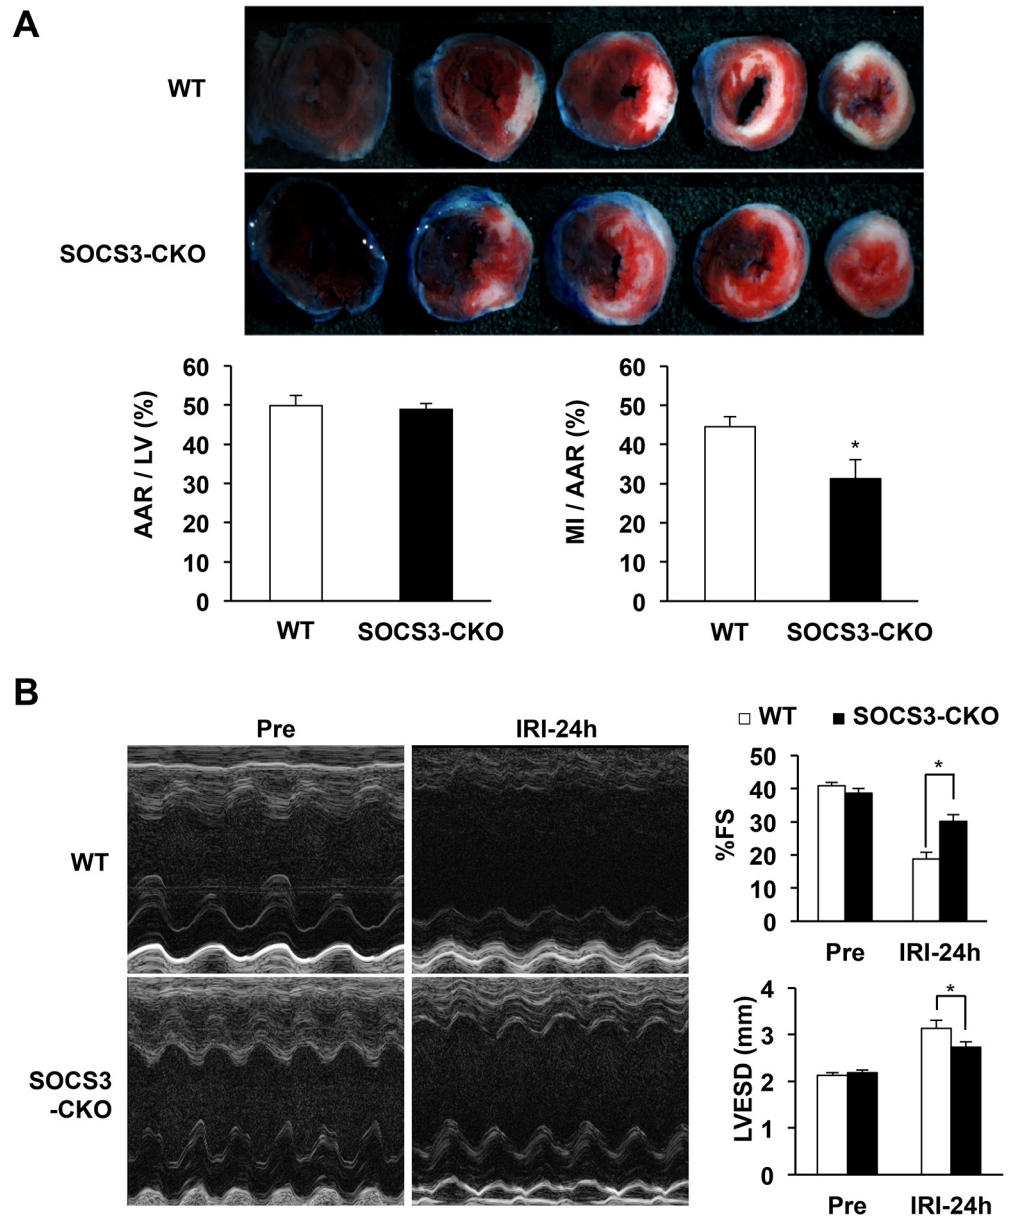 A
WT
SOCS3-CKO
AAR / LV (%)
60
50
40
30
20
10
0
WT SOCS3-CKO
MI / AAR (%)
60
50
40
30
20
10
0
*
WT SOCS3-CKO
B
Pre IRI-24h
WT
SOCS3
-CKO
WT SOCS3-CKO
%FS
50
40
30
20
10
0
*
Pre IRI-24h
LVESD (mm)
4
3
2
1
0
*
Pre IRI-24h